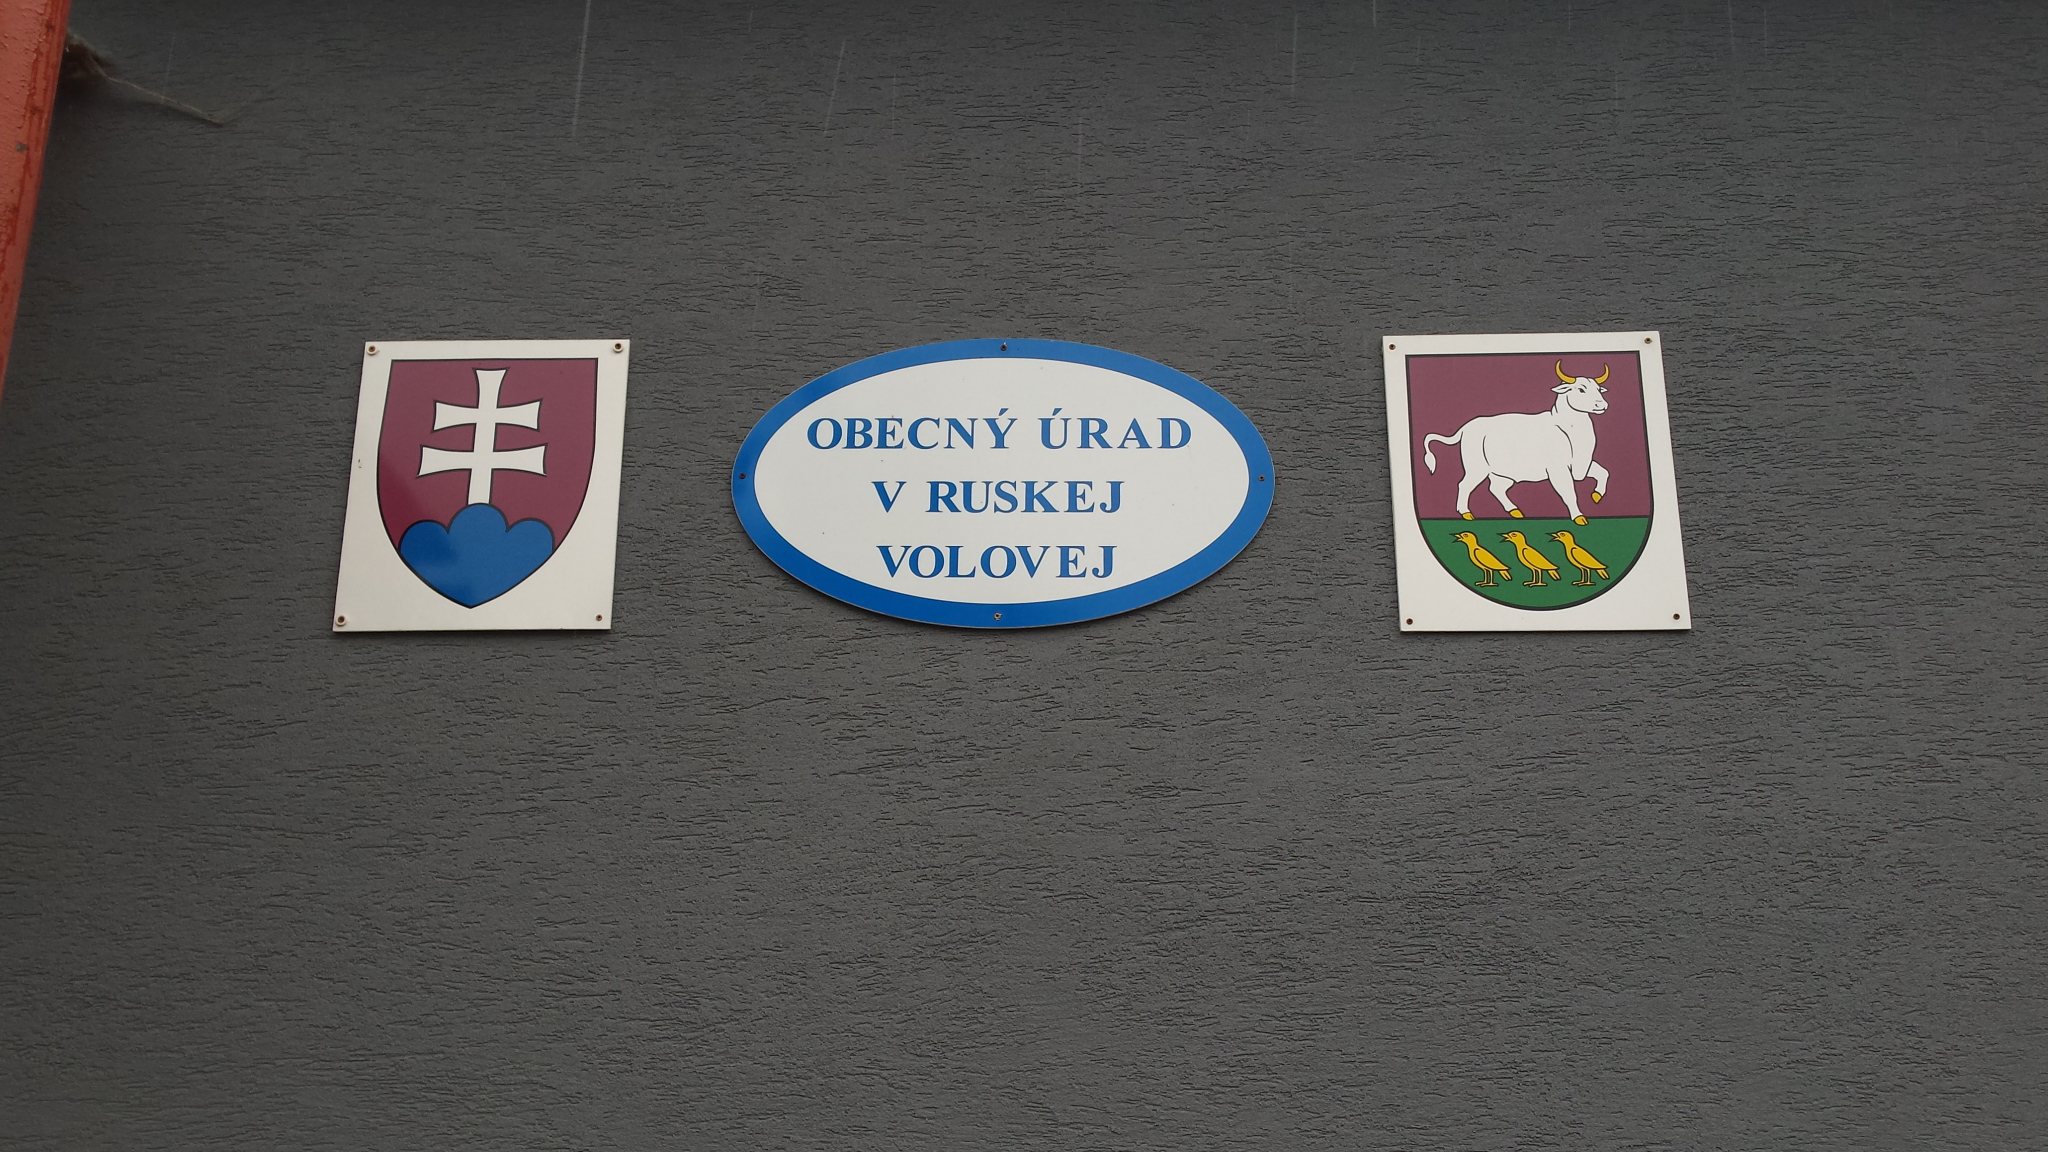 OBECNÝ ÚRAD
V RUSKEJ
VOLOVEJ